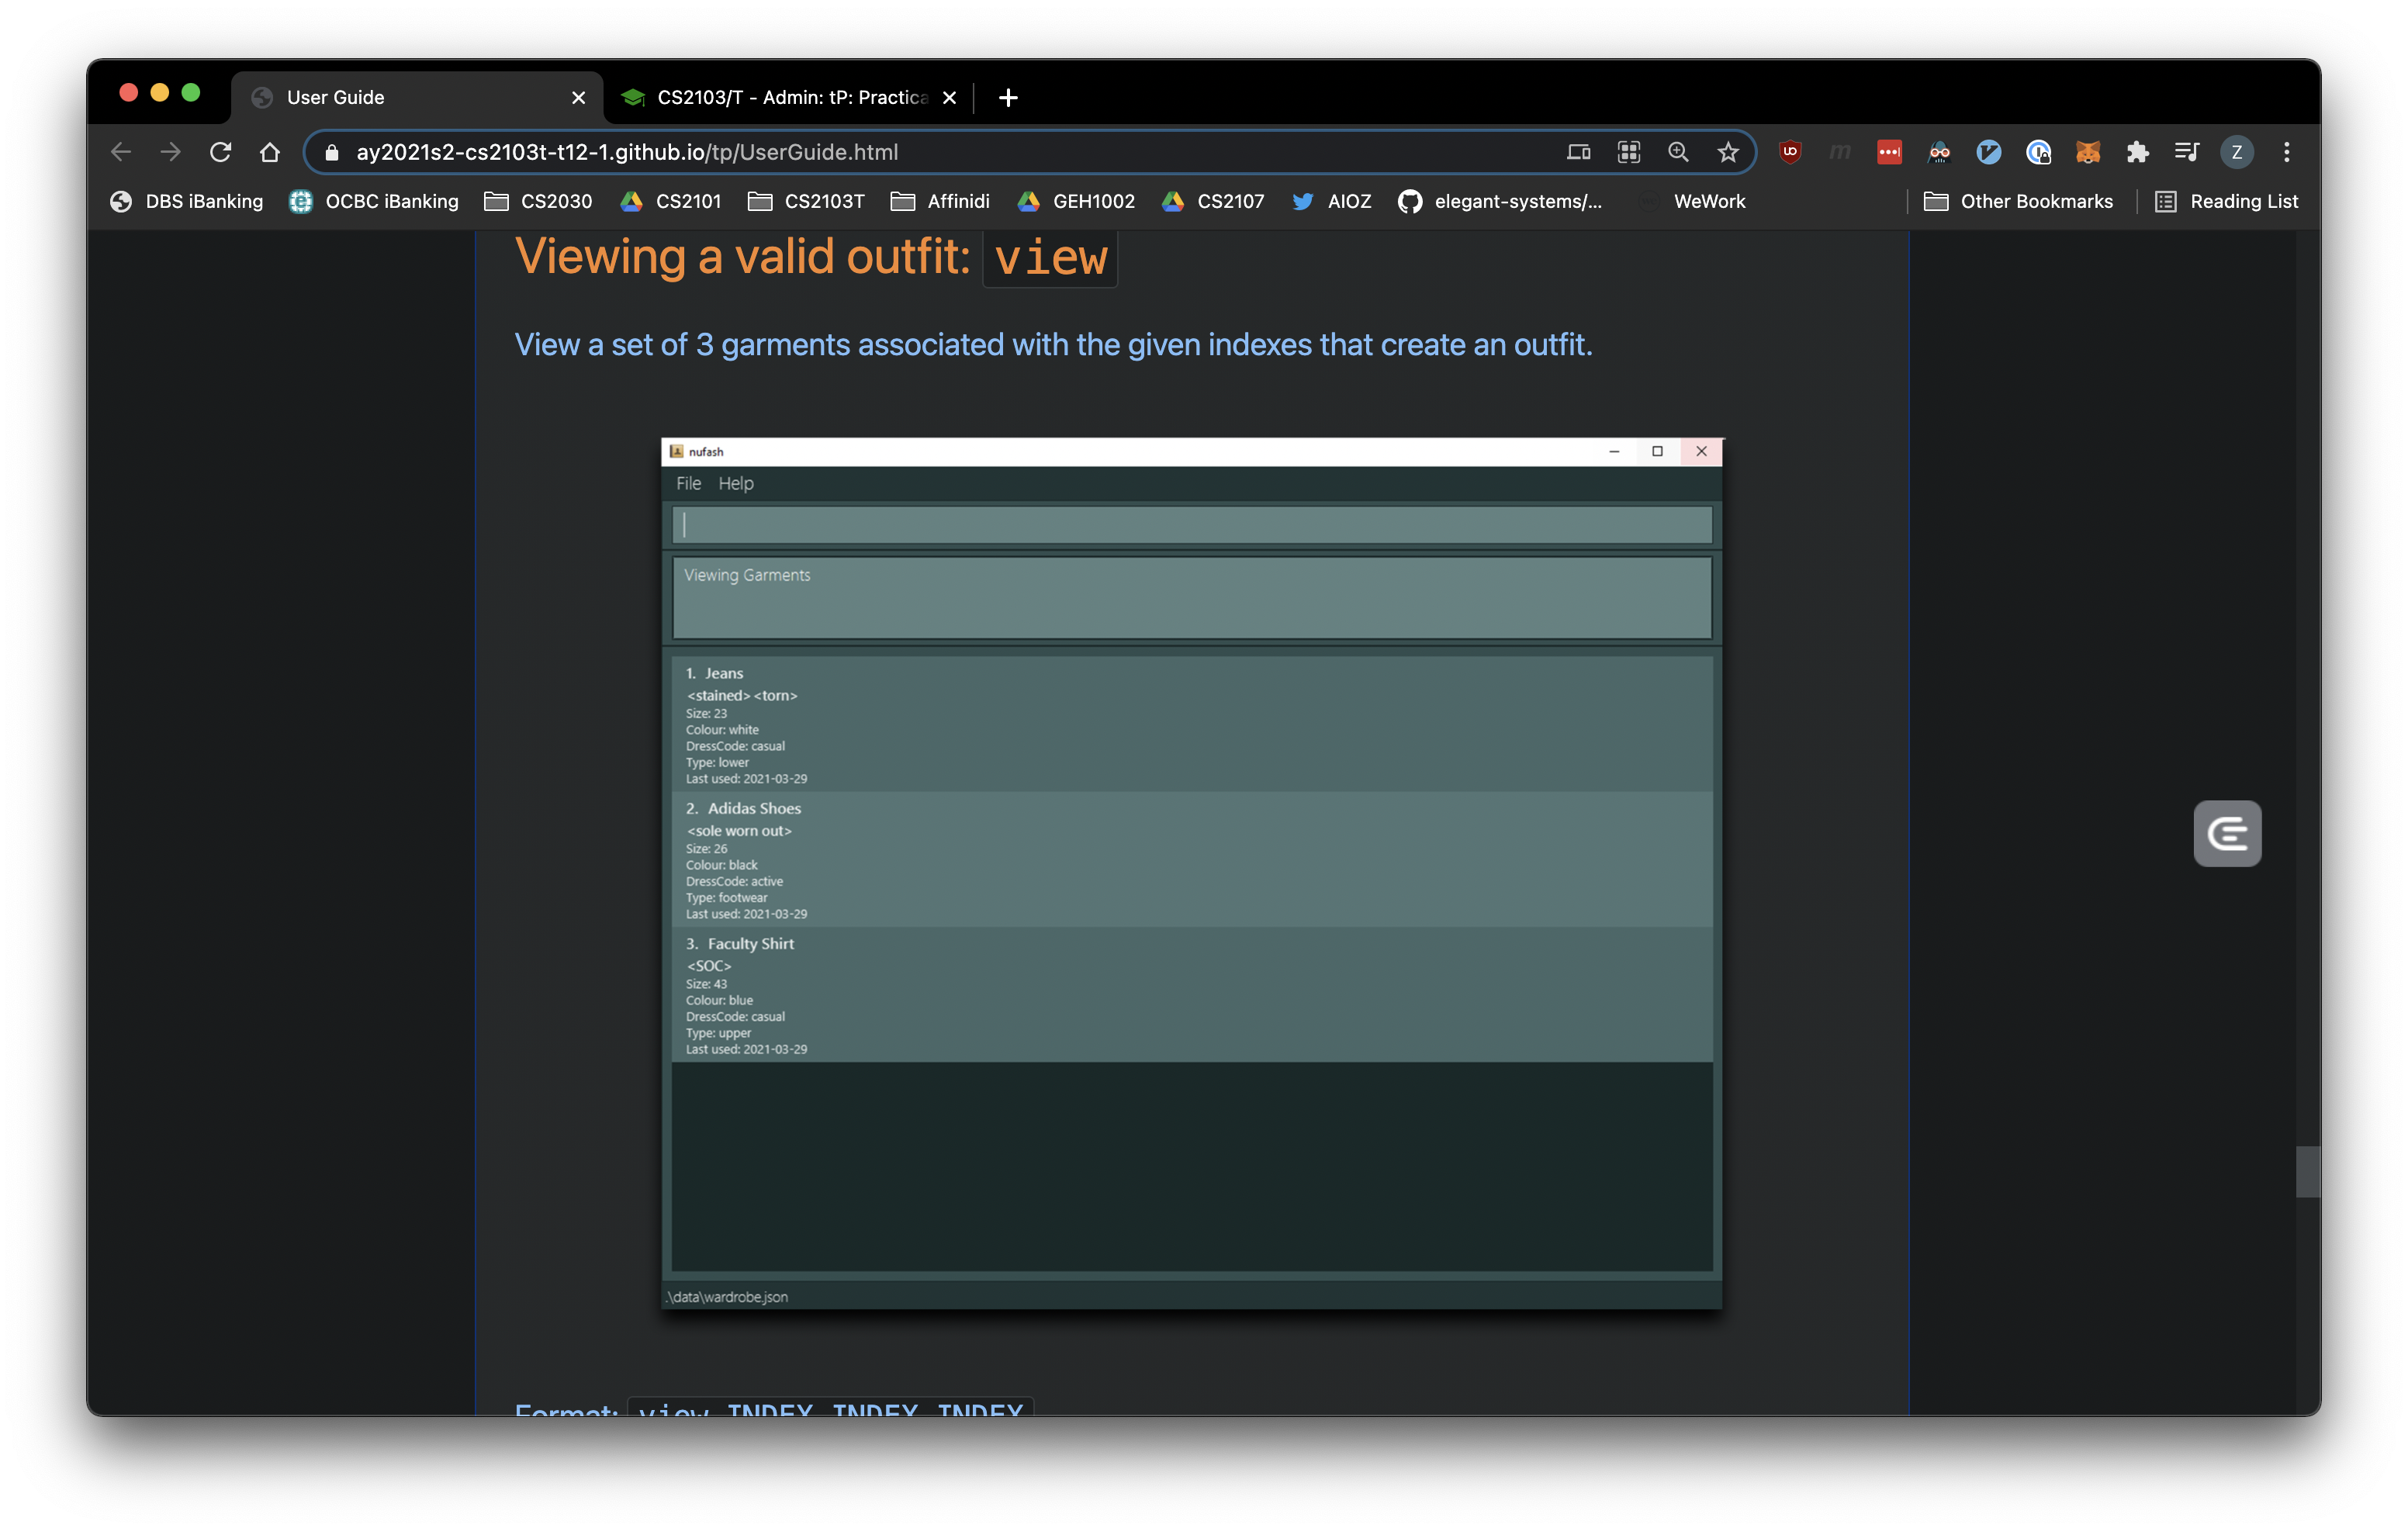 User Guide
CS2103/T - Admin: tP: Practica
ay2021s2-cs2103t-t12-1.github.io/tp/UserGuide.html
Z
DBS iBanking
OCBC iBanking
CS2030
CS2101
CS2103T
Affinidi
GEH1002
CS2107
AIOZ
elegant-systems/...
WeWork
Other Bookmarks
Reading List
Viewing a valid outfit: view
View a set of 3 garments associated with the given indexes that create an outfit.
nufash
File Help
Viewing Garments
1. Jeans
<stained> <torn>
Size: 23
Colour: white
DressCode: casual
Type: lower
Last used: 2021-03-29
2. Adidas Shoes
<sole worn out>
Size: 26
Colour: black
DressCode: active
Type: footwear
Last used: 2021-03-29
3. Faculty Shirt
<SOC>
Size: 43
Colour: blue
DressCode: casual
Type: upper
Last used: 2021-03-29
.\data\wardrobe.json
Format: view INDEX INDEX INDEX